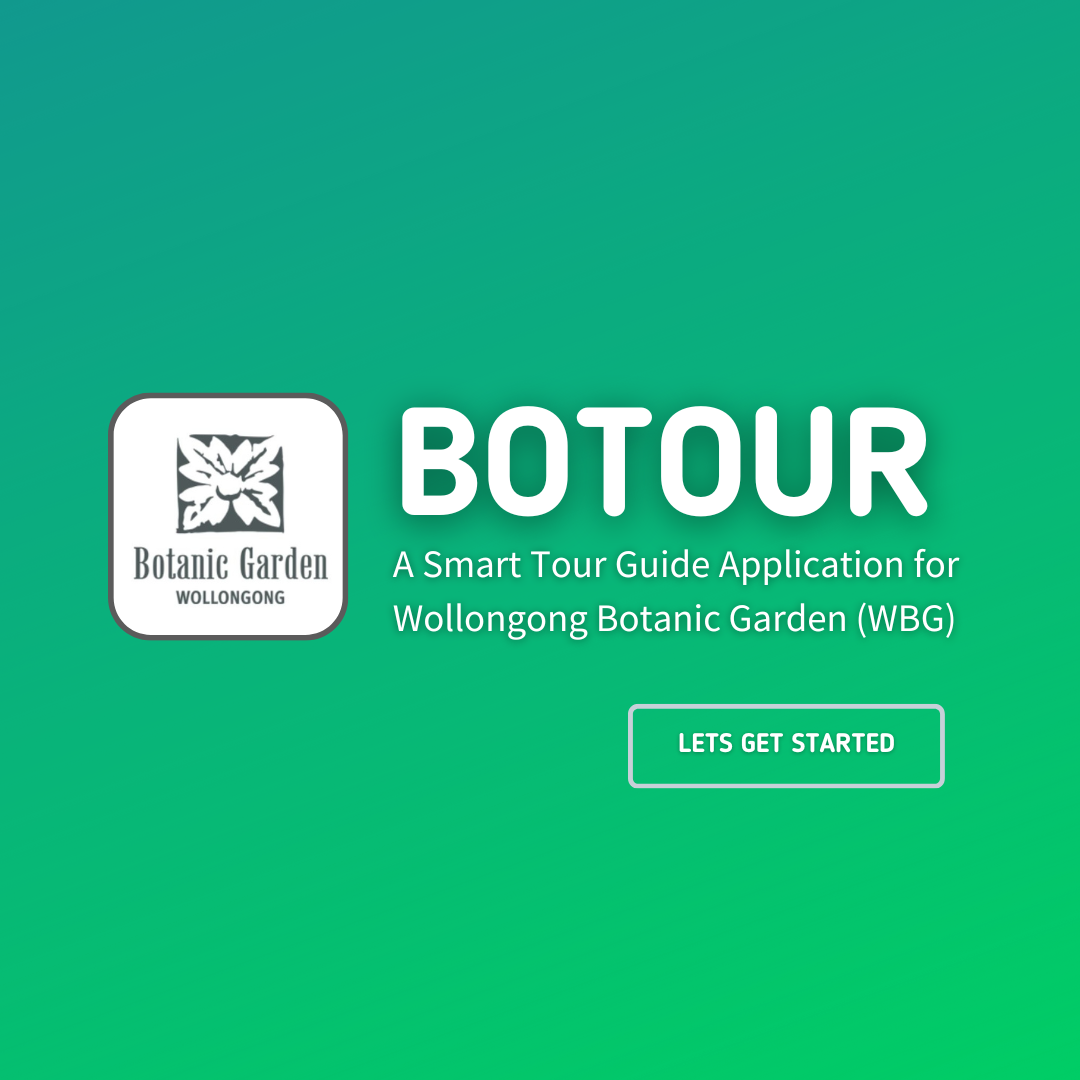 Botanic Garden
WOLLONGONG
BOTOUR
A Smart Tour Guide Application for
Wollongong Botanic Garden (WBG)
LETS GET STARTED